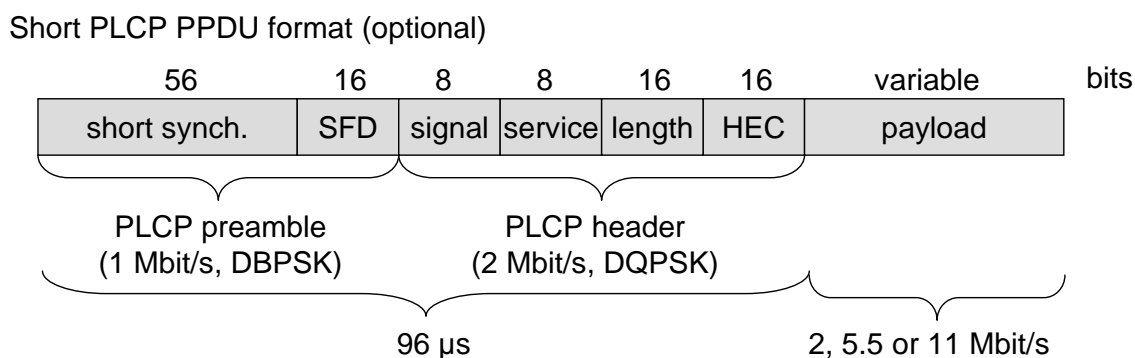 Short PLCP PPDU format (optional)
56 16 8 8 16 16 variable bits
short synch. SFD signal service length HEC payload
PLCP preamble PLCP header
(1 Mbit/s, DBPSK) (2 Mbit/s, DQPSK)
96 µs 2, 5.5 or 11 Mbit/s